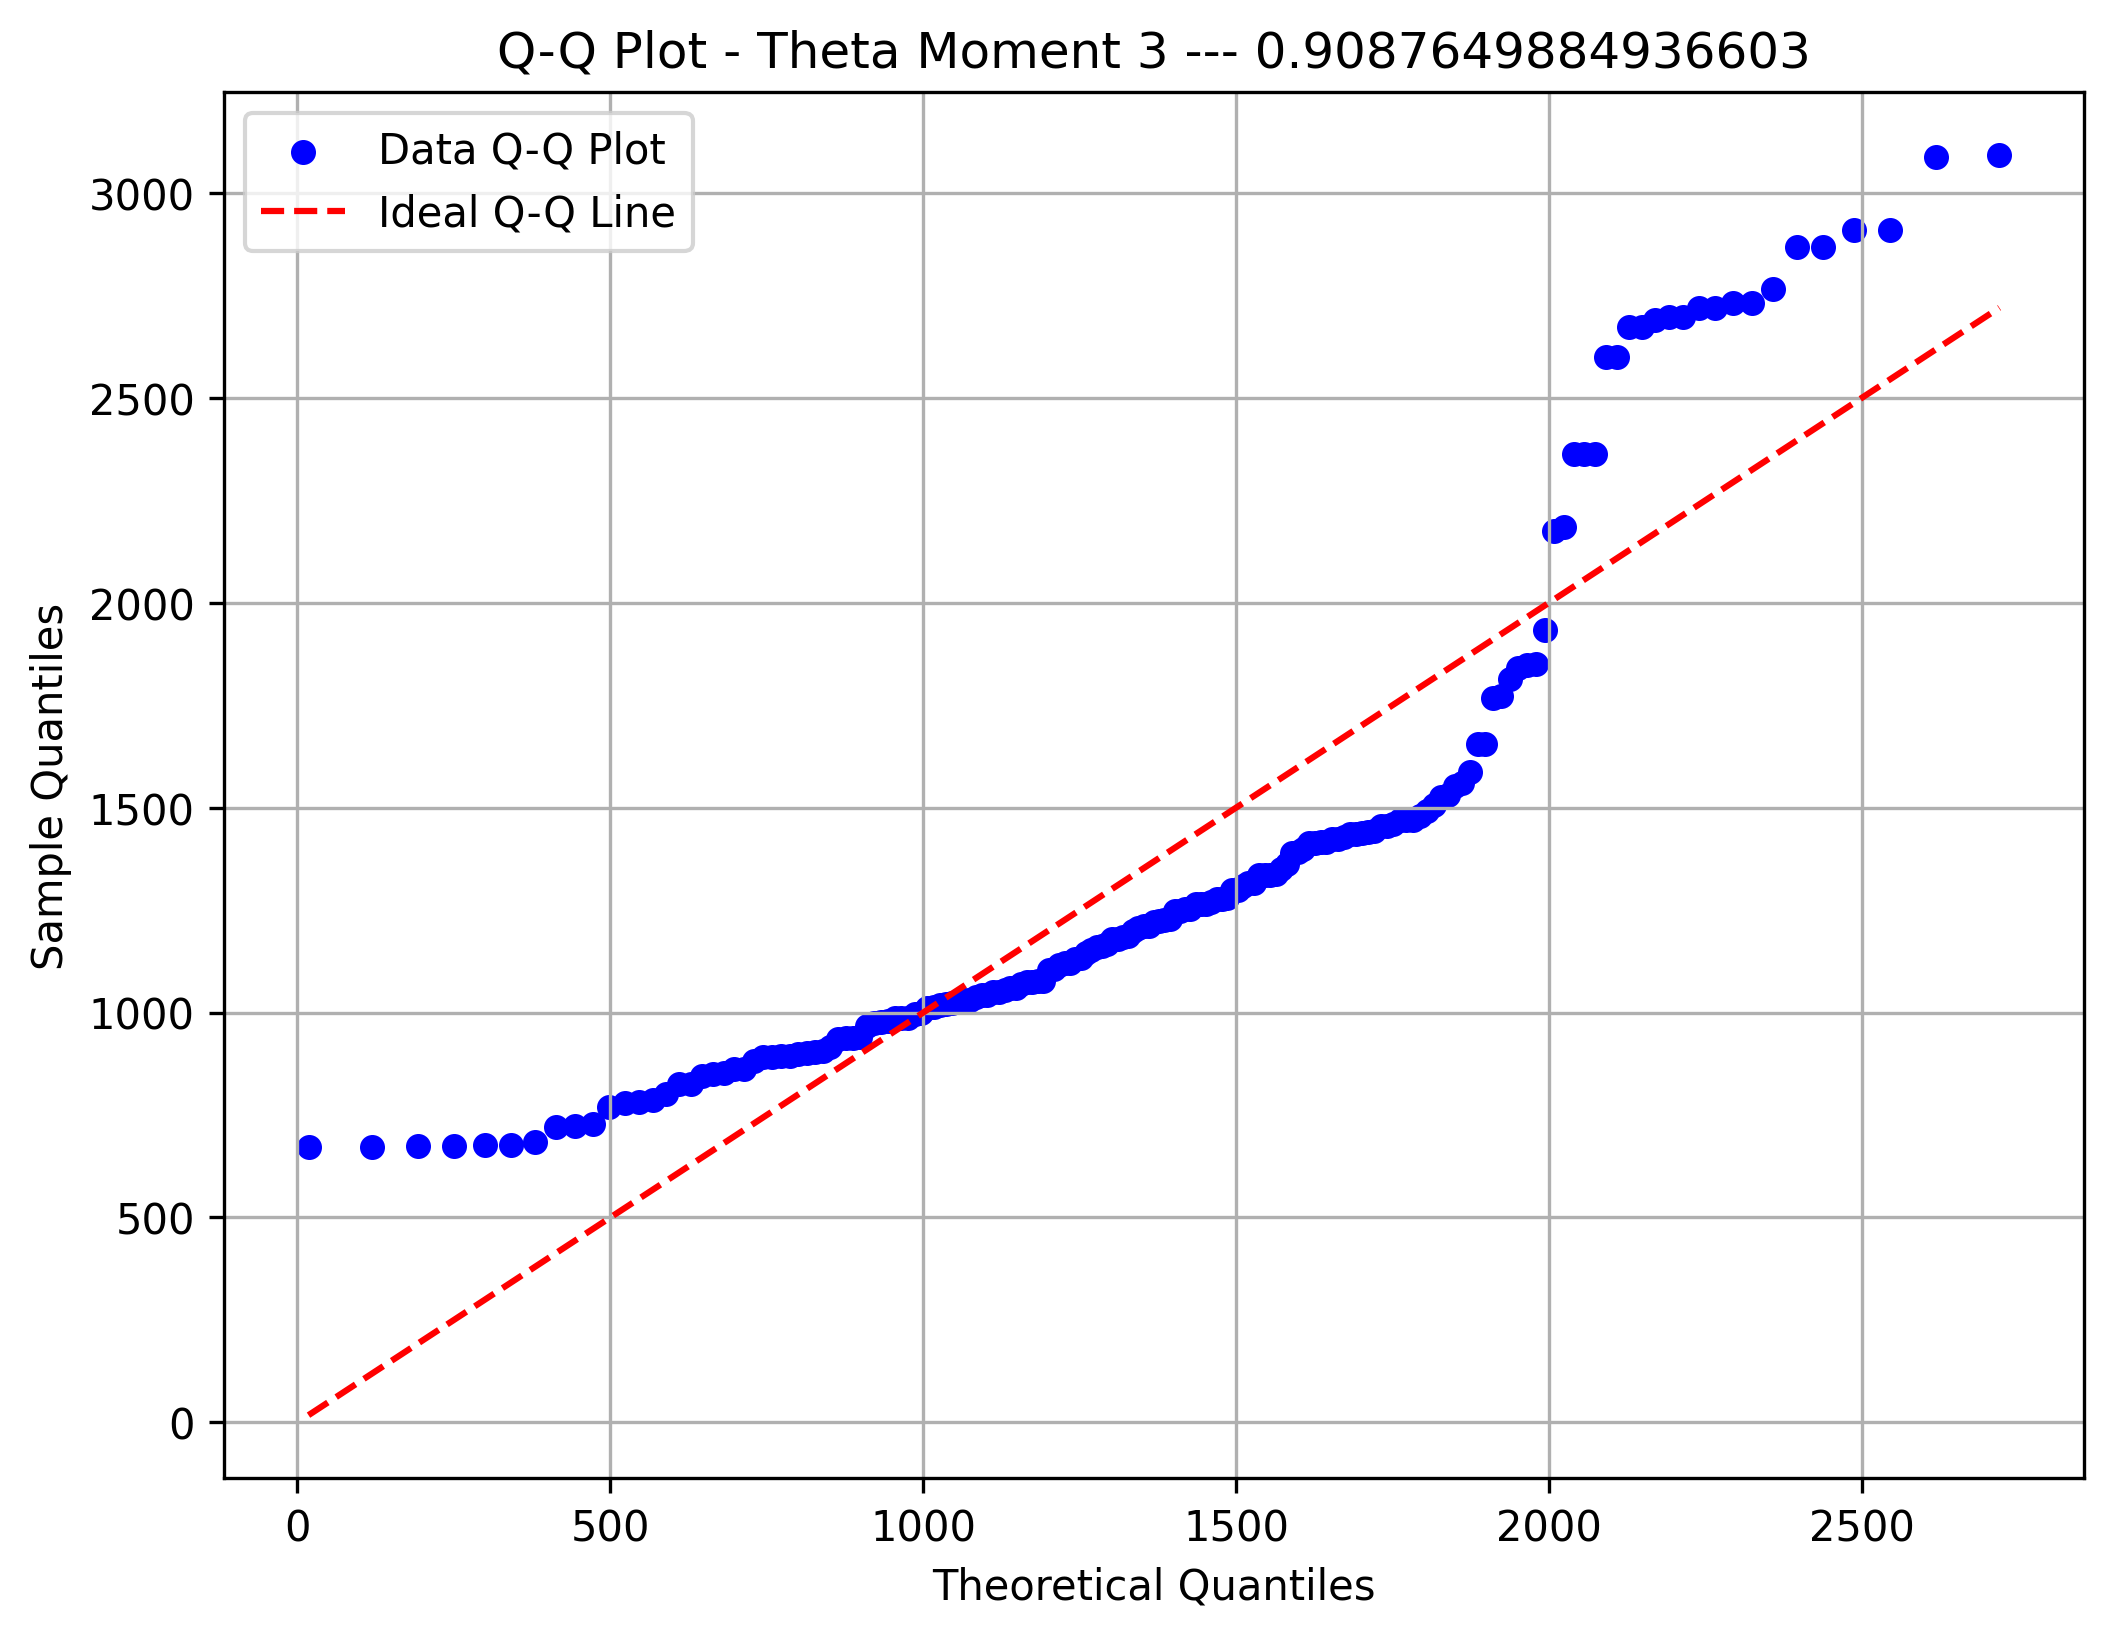 Q-Q Plot - Theta Moment 3 --- 0.9087649884936603
Data Q-Q Plot
Ideal Q-Q Line
3000
2500
2000
1500
1000
500
0
Sample Quantiles
0 500 1000 1500 2000 2500
Theoretical Quantiles